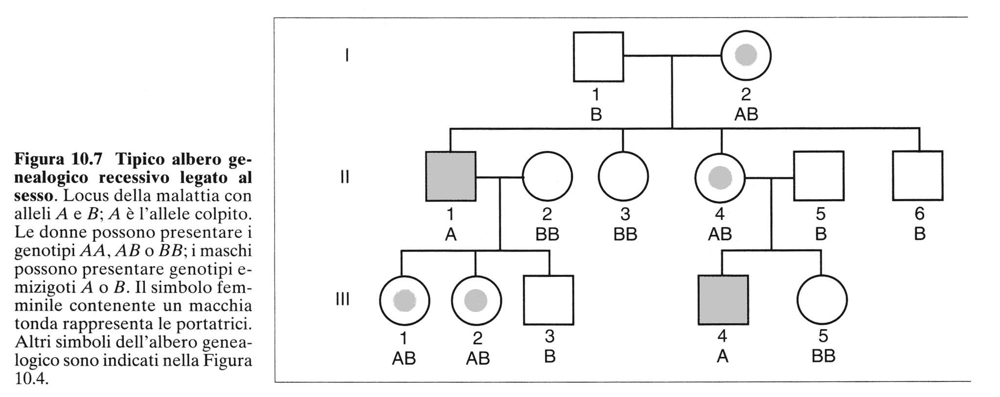 Figura 10.7 Tipico albero ge-
nealogico recessivo legato al
sesso. Locus della malattia con
alleli A e B; A è l'allele colpito.
Le donne possono presentare i
genotipi AA, AB o BB; i maschi
possono presentare genotipi e-
mizigoti A o B. Il simbolo fem-
minile contenente un macchia
tonda rappresenta le portatrici.
Altri simboli dell'albero genea-
logico sono indicati nella Figura
10.4.
I
1 2
B AB
II
1 2 3 4 5 6
A BB BB AB B B
III
1 2 3 4 5
AB AB B A BB